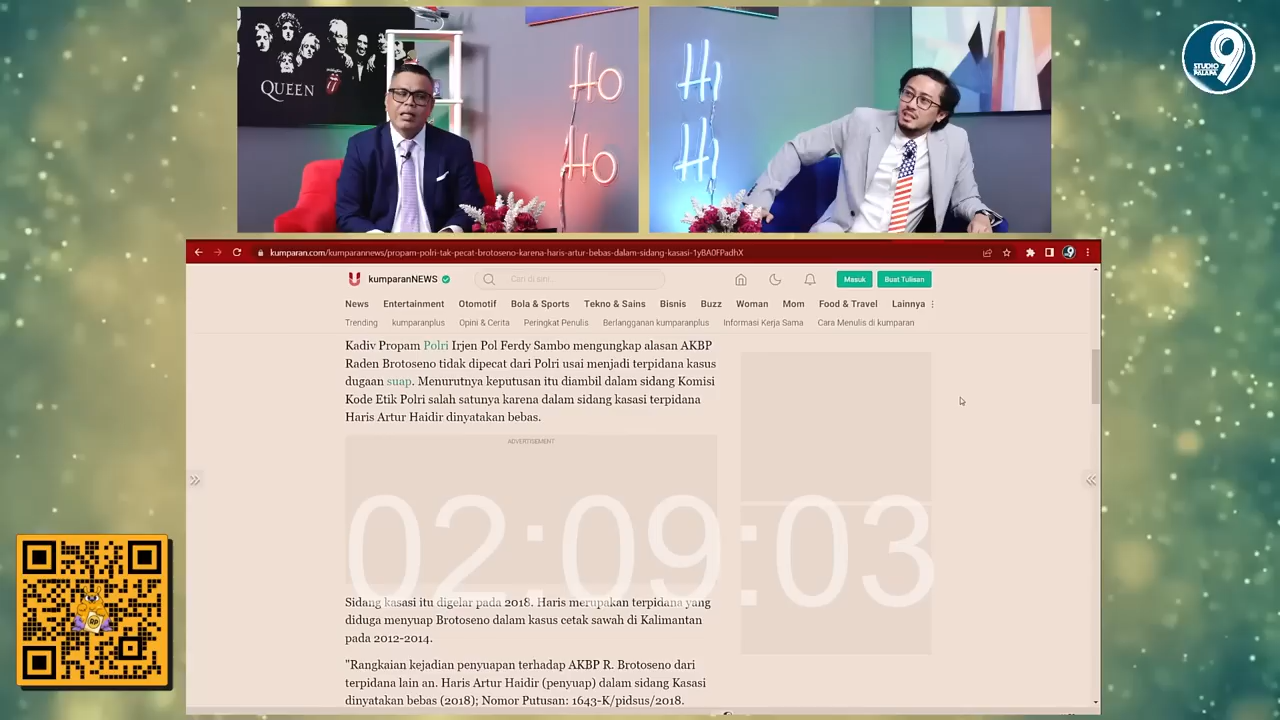 QUEEN
HO
HO
HI
HI
STUDIO
PALAPA
9
kumparan.com/kumparannews/propam-polri-tak-pecat-brotoseno-karena-haris-artur-bebas-dalam-sidang-kasasi-1yBA0FPadhX
kumparanNEWS
Cari di sini...
Masuk
Buat Tulisan
News Entertainment Otomotif Bola & Sports Tekno & Sains Bisnis Buzz Woman Mom Food & Travel Lainnya
Trending kumparanplus Opini & Cerita Peringkat Penulis Berlangganan kumparanplus Informasi Kerja Sama Cara Menulis di kumparan
Kadiv Propam Polri Irjen Pol Ferdy Sambo mengungkap alasan AKBP
Raden Brotoseno tidak dipecat dari Polri usai menjadi terpidana kasus
dugaan suap. Menurutnya keputusan itu diambil dalam sidang Komisi
Kode Etik Polri salah satunya karena dalam sidang kasasi terpidana
Haris Artur Haidir dinyatakan bebas.
ADVERTISEMENT
02:09:03
Sidang kasasi itu digelar pada 2018. Haris merupakan terpidana yang
diduga menyuap Brotoseno dalam kasus cetak sawah di Kalimantan
pada 2012-2014.
"Rangkaian kejadian penyuapan terhadap AKBP R. Brotoseno dari
terpidana lain an. Haris Artur Haidir (penyuap) dalam sidang Kasasi
dinyatakan bebas (2018); Nomor Putusan: 1643-K/pidsus/2018.
RP